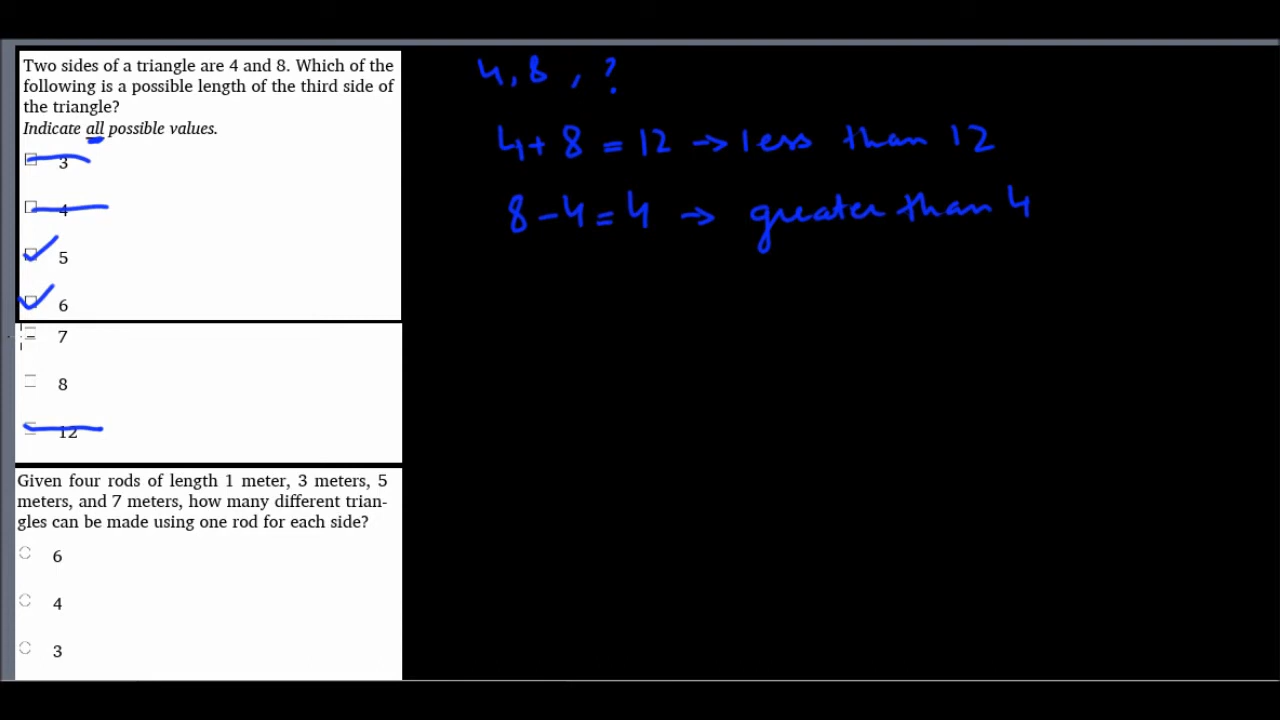 Two sides of a triangle are 4 and 8. Which of the
following is a possible length of the third side of
the triangle?
Indicate all possible values.
3
4
5
6
7
8
12
Given four rods of length 1 meter, 3 meters, 5
meters, and 7 meters, how many different trian-
gles can be made using one rod for each side?
6
4
3
4, 8 , ?
4 + 8 = 12 → less than 12
8 - 4 = 4 → greater than 4